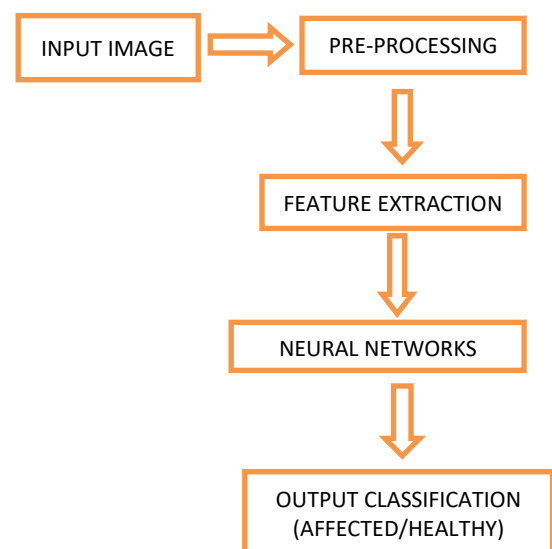 INPUT IMAGE
PRE-PROCESSING
FEATURE EXTRACTION
NEURAL NETWORKS
OUTPUT CLASSIFICATION
(AFFECTED/HEALTHY)